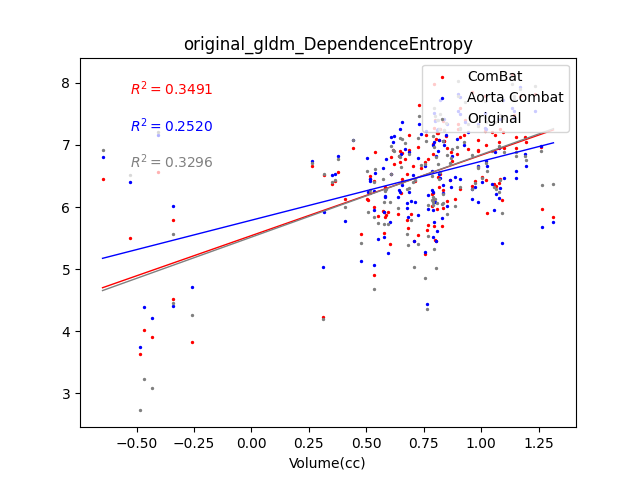 original_gldm_DependenceEntropy
R² = 0.3491
R² = 0.2520
R² = 0.3296
ComBat
Aorta Combat
Original
8
7
6
5
4
3
−0.50 −0.25 0.00 0.25 0.50 0.75 1.00 1.25
Volume(cc)